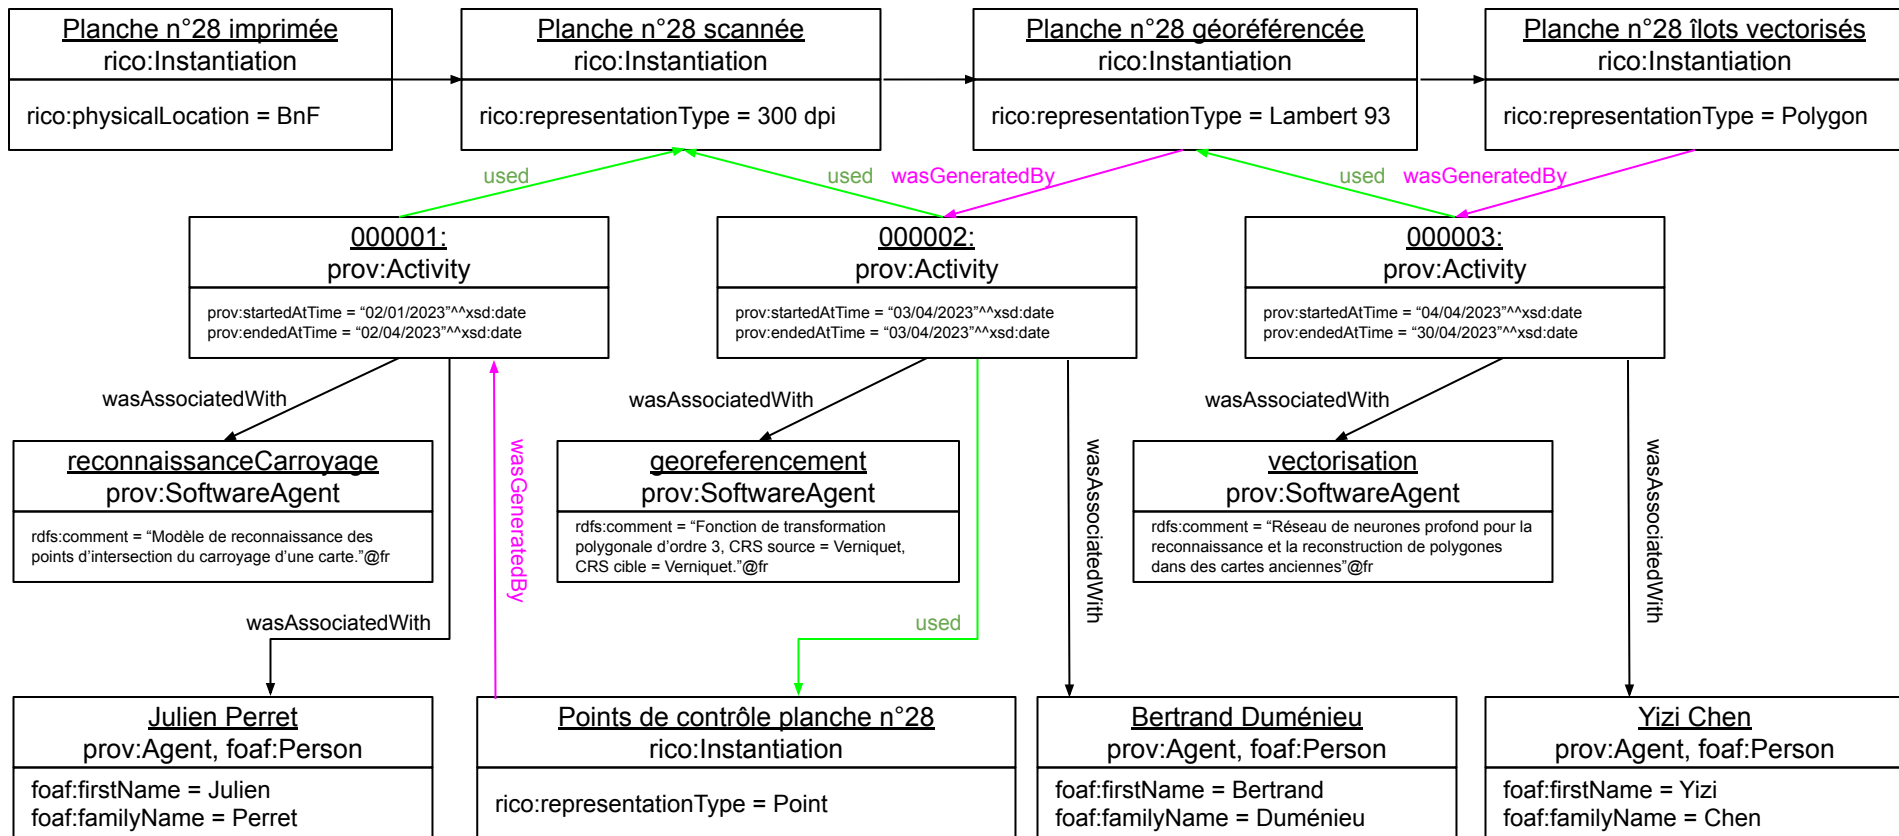 Planche n°28 imprimée
rico:Instantiation
rico:physicalLocation = BnF
Planche n°28 scannée
rico:Instantiation
rico:representationType = 300 dpi
Planche n°28 géoréférencée
rico:Instantiation
rico:representationType = Lambert 93
Planche n°28 îlots vectorisés
rico:Instantiation
rico:representationType = Polygon
used
used
wasGeneratedBy
used
wasGeneratedBy
000001:
prov:Activity
prov:startedAtTime = “02/01/2023”^^xsd:date
prov:endedAtTime = “02/04/2023”^^xsd:date
000002:
prov:Activity
prov:startedAtTime = “03/04/2023”^^xsd:date
prov:endedAtTime = “03/04/2023”^^xsd:date
000003:
prov:Activity
prov:startedAtTime = “04/04/2023”^^xsd:date
prov:endedAtTime = “30/04/2023”^^xsd:date
wasAssociatedWith
wasAssociatedWith
wasAssociatedWith
reconnaissanceCarroyage
prov:SoftwareAgent
rdfs:comment = “Modèle de reconnaissance des
points d’intersection du carroyage d’une carte.”@fr
wasGeneratedBy
georeferencement
prov:SoftwareAgent
rdfs:comment = “Fonction de transformation
polygonale d’ordre 3, CRS source = Verniquet,
CRS cible = Verniquet.”@fr
wasAssociatedWith
vectorisation
prov:SoftwareAgent
rdfs:comment = “Réseau de neurones profond pour la
reconnaissance et la reconstruction de polygones
dans des cartes anciennes”@fr
wasAssociatedWith
wasAssociatedWith
used
Julien Perret
prov:Agent, foaf:Person
foaf:firstName = Julien
foaf:familyName = Perret
Points de contrôle planche n°28
rico:Instantiation
rico:representationType = Point
Bertrand Duménieu
prov:Agent, foaf:Person
foaf:firstName = Bertrand
foaf:familyName = Duménieu
Yizi Chen
prov:Agent, foaf:Person
foaf:firstName = Yizi
foaf:familyName = Chen